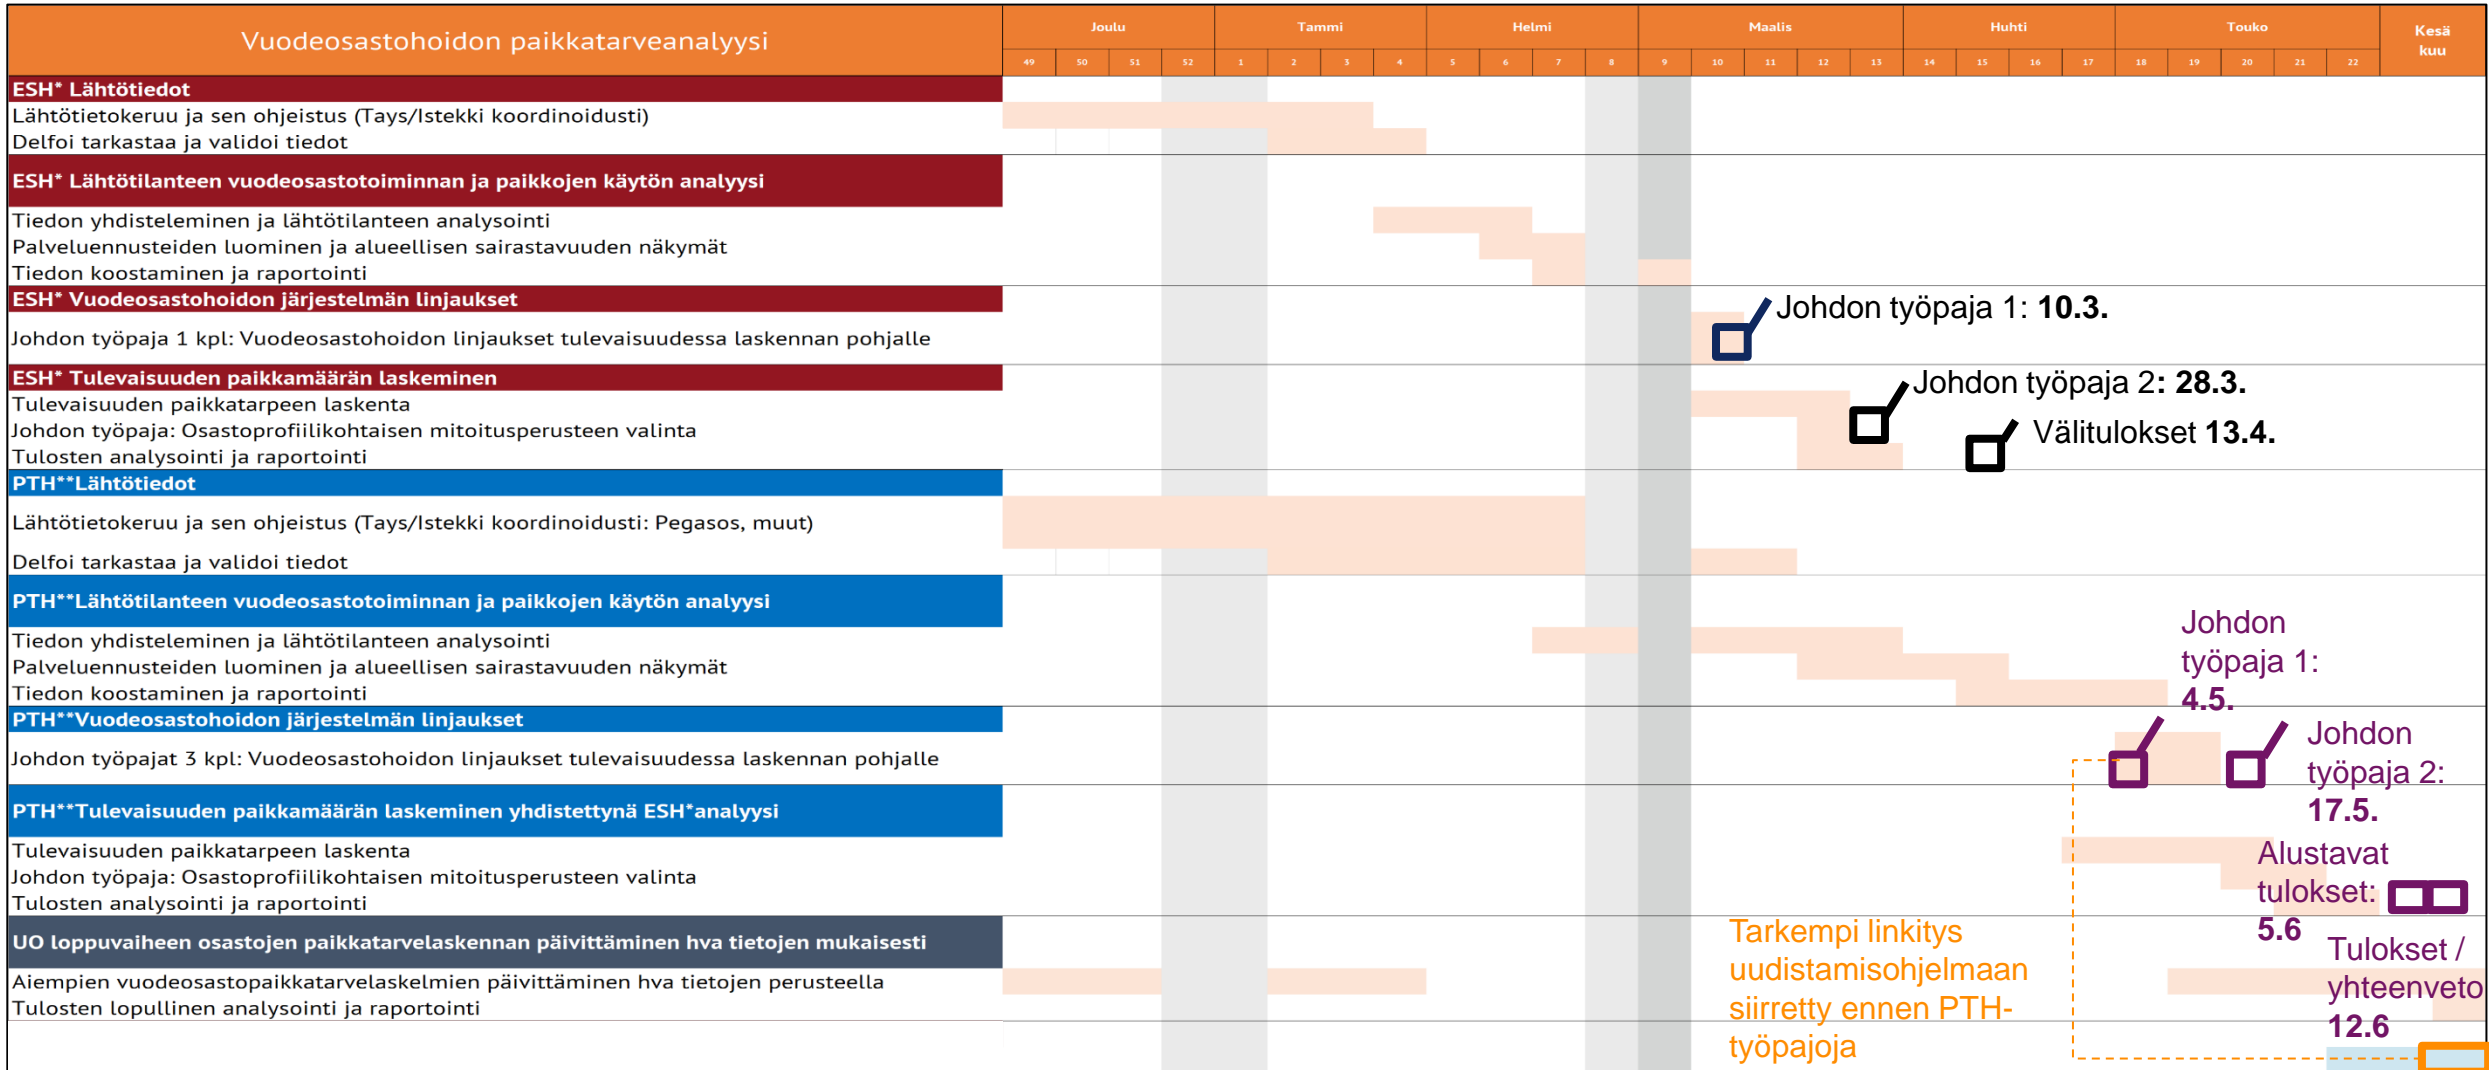 Vuodeosastohoidon paikkatarveanalyysi
Joulu Tammi Helmi Maalis Huhti Touko Kesä
kuu
49 50 51 52 1 2 3 4 5 6 7 8 9 10 11 12 13 14 15 16 17 18 19 20 21 22
ESH* Lähtötiedot
Lähtötietokeruu ja sen ohjeistus (Tays/Istekki koordinoidusti)
Delfoi tarkastaa ja validoi tiedot
ESH* Lähtötilanteen vuodeosastotoiminnan ja paikkojen käytön analyysi
Tiedon yhdisteleminen ja lähtötilanteen analysointi
Palveluennusteiden luominen ja alueellisen sairastavuuden näkymät
Tiedon koostaminen ja raportointi
ESH* Vuodeosastohoidon järjestelmän linjaukset
Johdon työpaja 1: 10.3.
Johdon työpaja 1 kpl: Vuodeosastohoidon linjaukset tulevaisuudessa laskennan pohjalle
ESH* Tulevaisuuden paikkamäärän laskeminen
Johdon työpaja 2: 28.3.
Tulevaisuuden paikkatarpeen laskenta
Johdon työpaja: Osastoprofiilikohtaisen mitoitusperusteen valinta
Välitulokset 13.4.
Tulosten analysointi ja raportointi
PTH**Lähtötiedot
Lähtötietokeruu ja sen ohjeistus (Tays/Istekki koordinoidusti: Pegasos, muut)
Delfoi tarkastaa ja validoi tiedot
PTH**Lähtötilanteen vuodeosastotoiminnan ja paikkojen käytön analyysi
Tiedon yhdisteleminen ja lähtötilanteen analysointi
Palveluennusteiden luominen ja alueellisen sairastavuuden näkymät
Tiedon koostaminen ja raportointi
Johdon
työpaja 1:
4.5.
PTH**Vuodeosastohoidon järjestelmän linjaukset
Johdon työpajat 3 kpl: Vuodeosastohoidon linjaukset tulevaisuudessa laskennan pohjalle
Johdon
työpaja 2:
17.5.
PTH**Tulevaisuuden paikkamäärän laskeminen yhdistettynä ESH*analyysi
Tulevaisuuden paikkatarpeen laskenta
Johdon työpaja: Osastoprofiilikohtaisen mitoitusperusteen valinta
Tulosten analysointi ja raportointi
Alustavat
tulokset:
5.6
UO loppuvaiheen osastojen paikkatarvelaskennan päivittäminen hva tietojen mukaisesti
Aiempien vuodeosastopaikkatarvelaskelmien päivittäminen hva tietojen perusteella
Tulosten lopullinen analysointi ja raportointi
Tarkempi linkitys
uudistamisohjelmaan
siirretty ennen PTH-
työpajoja
Tulokset /
yhteenveto
12.6